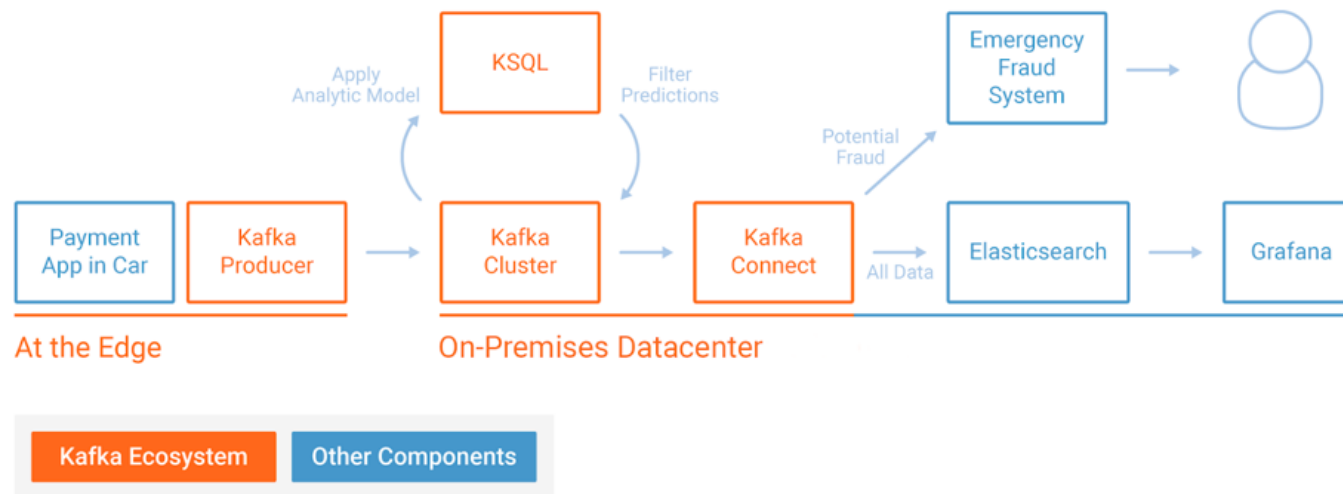 KSQL
Apply
Analytic Model
Filter
Predictions
Emergency
Fraud
System
Potential
Fraud
Payment
App in Car
Kafka
Producer
Kafka
Cluster
Kafka
Connect
All Data
Elasticsearch
Grafana
At the Edge
On-Premises Datacenter
Kafka Ecosystem
Other Components